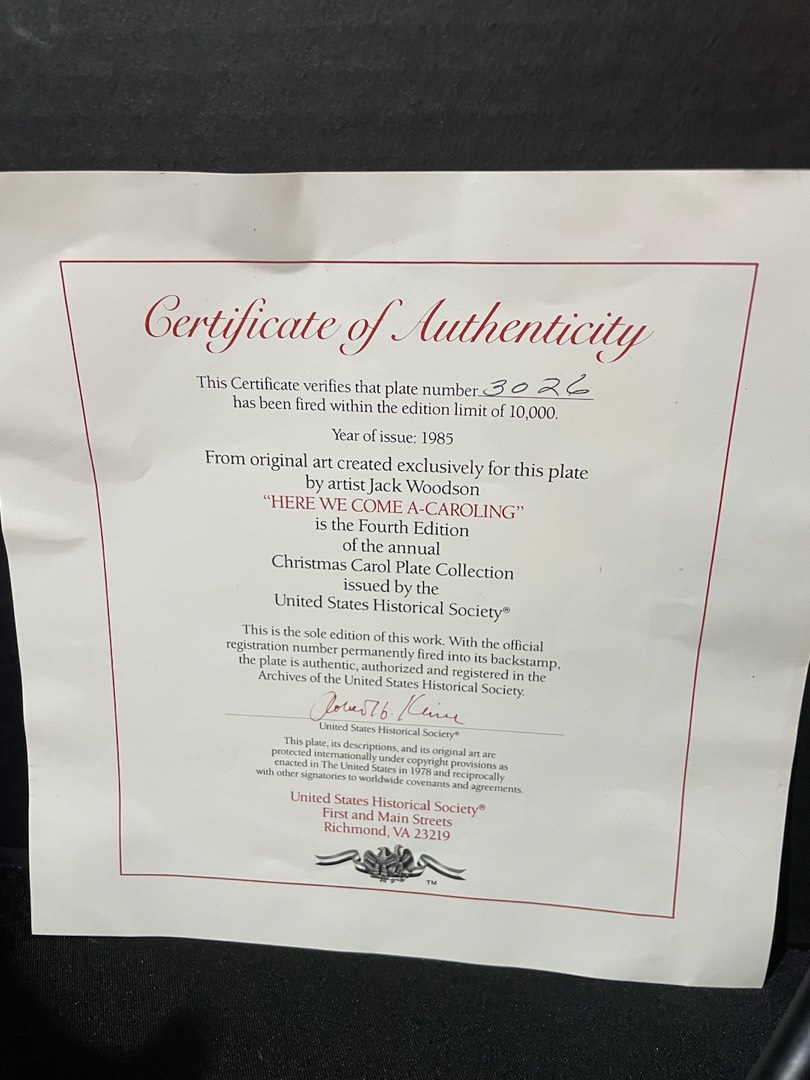 Certificate of Authenticity
This Certificate verifies that plate number 3026
has been fired within the edition limit of 10,000.
Year of issue: 1985
From original art created exclusively for this plate
by artist Jack Woodson
“HERE WE COME A-CAROLING”
is the Fourth Edition
of the annual
Christmas Carol Plate Collection
issued by the
United States Historical Society®
This is the sole edition of this work. With the official
registration number permanently fired into its backstamp,
the plate is authentic, authorized and registered in the
Archives of the United States Historical Society.
United States Historical Society®
This plate, its descriptions, and its original art are
protected internationally under copyright provisions as
enacted in The United States in 1978 and reciprocally
with other signatories to worldwide covenants and agreements.
United States Historical Society®
First and Main Streets
Richmond, VA 23219
TM